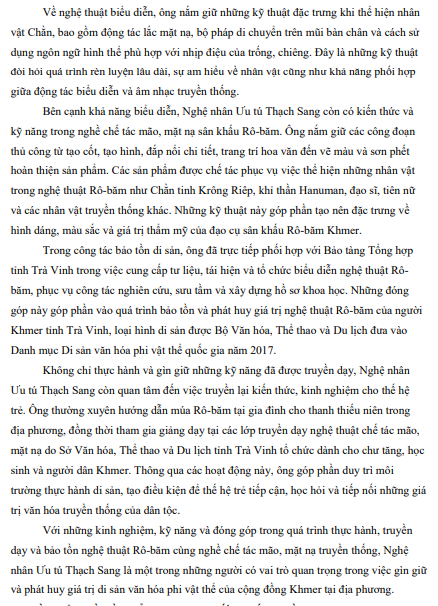 Về nghệ thuật biểu diễn, ông nắm giữ những kỹ thuật đặc trưng khi thể hiện nhân
vật Chằn, bao gồm động tác lắc mặt nạ, bộ pháp di chuyển trên mũi bàn chân và cách sử
dụng ngôn ngữ hình thể phù hợp với nhịp điệu của trống, chiêng. Đây là những kỹ thuật
đòi hỏi quá trình rèn luyện lâu dài, sự am hiểu về nhân vật cũng như khả năng phối hợp
giữa động tác biểu diễn và âm nhạc truyền thống.
Bên cạnh khả năng biểu diễn, Nghệ nhân Ưu tú Thạch Sang còn có kiến thức và
kỹ năng trong nghề chế tác mão, mặt nạ sân khấu Rô-băm. Ông nắm giữ các công đoạn
thủ công từ tạo cốt, tạo hình, đắp nổi chi tiết, trang trí hoa văn đến vẽ màu và sơn phết
hoàn thiện sản phẩm. Các sản phẩm được chế tác phục vụ việc thể hiện những nhân vật
trong nghệ thuật Rô-băm như Chằn tinh Krông Riêp, khỉ thần Hanuman, đạo sĩ, tiên nữ
và các nhân vật truyền thống khác. Những kỹ thuật này góp phần tạo nên đặc trưng về
hình dáng, màu sắc và giá trị thẩm mỹ của đạo cụ sân khấu Rô-băm Khmer.
Trong công tác bảo tồn di sản, ông đã trực tiếp phối hợp với Bảo tàng Tổng hợp
tỉnh Trà Vinh trong việc cung cấp tư liệu, tái hiện và tổ chức biểu diễn nghệ thuật Rô-
băm, phục vụ công tác nghiên cứu, sưu tầm và xây dựng hồ sơ khoa học. Những đóng
góp này góp phần vào quá trình bảo tồn và phát huy giá trị nghệ thuật Rô-băm của người
Khmer tỉnh Trà Vinh, loại hình di sản được Bộ Văn hóa, Thể thao và Du lịch đưa vào
Danh mục Di sản văn hóa phi vật thể quốc gia năm 2017.
Không chỉ thực hành và gìn giữ những kỹ năng đã được truyền dạy, Nghệ nhân
Ưu tú Thạch Sang còn quan tâm đến việc truyền lại kiến thức, kinh nghiệm cho thế hệ
trẻ. Ông thường xuyên hướng dẫn múa Rô-băm tại gia đình cho thanh thiếu niên trong
địa phương, đồng thời tham gia giảng dạy tại các lớp truyền dạy nghệ thuật chế tác mão,
mặt nạ do Sở Văn hóa, Thể thao và Du lịch tỉnh Trà Vinh tổ chức dành cho chư tăng, học
sinh và người dân Khmer. Thông qua các hoạt động này, ông góp phần duy trì môi
trường thực hành di sản, tạo điều kiện để thế hệ trẻ tiếp cận, học hỏi và tiếp nối những giá
trị văn hóa truyền thống của dân tộc.
Với những kinh nghiệm, kỹ năng và đóng góp trong quá trình thực hành, truyền
dạy và bảo tồn nghệ thuật Rô-băm cùng nghề chế tác mão, mặt nạ truyền thống, Nghệ
nhân Ưu tú Thạch Sang là một trong những người có vai trò quan trọng trong việc gìn giữ
và phát huy giá trị di sản văn hóa phi vật thể của cộng đồng Khmer tại địa phương.